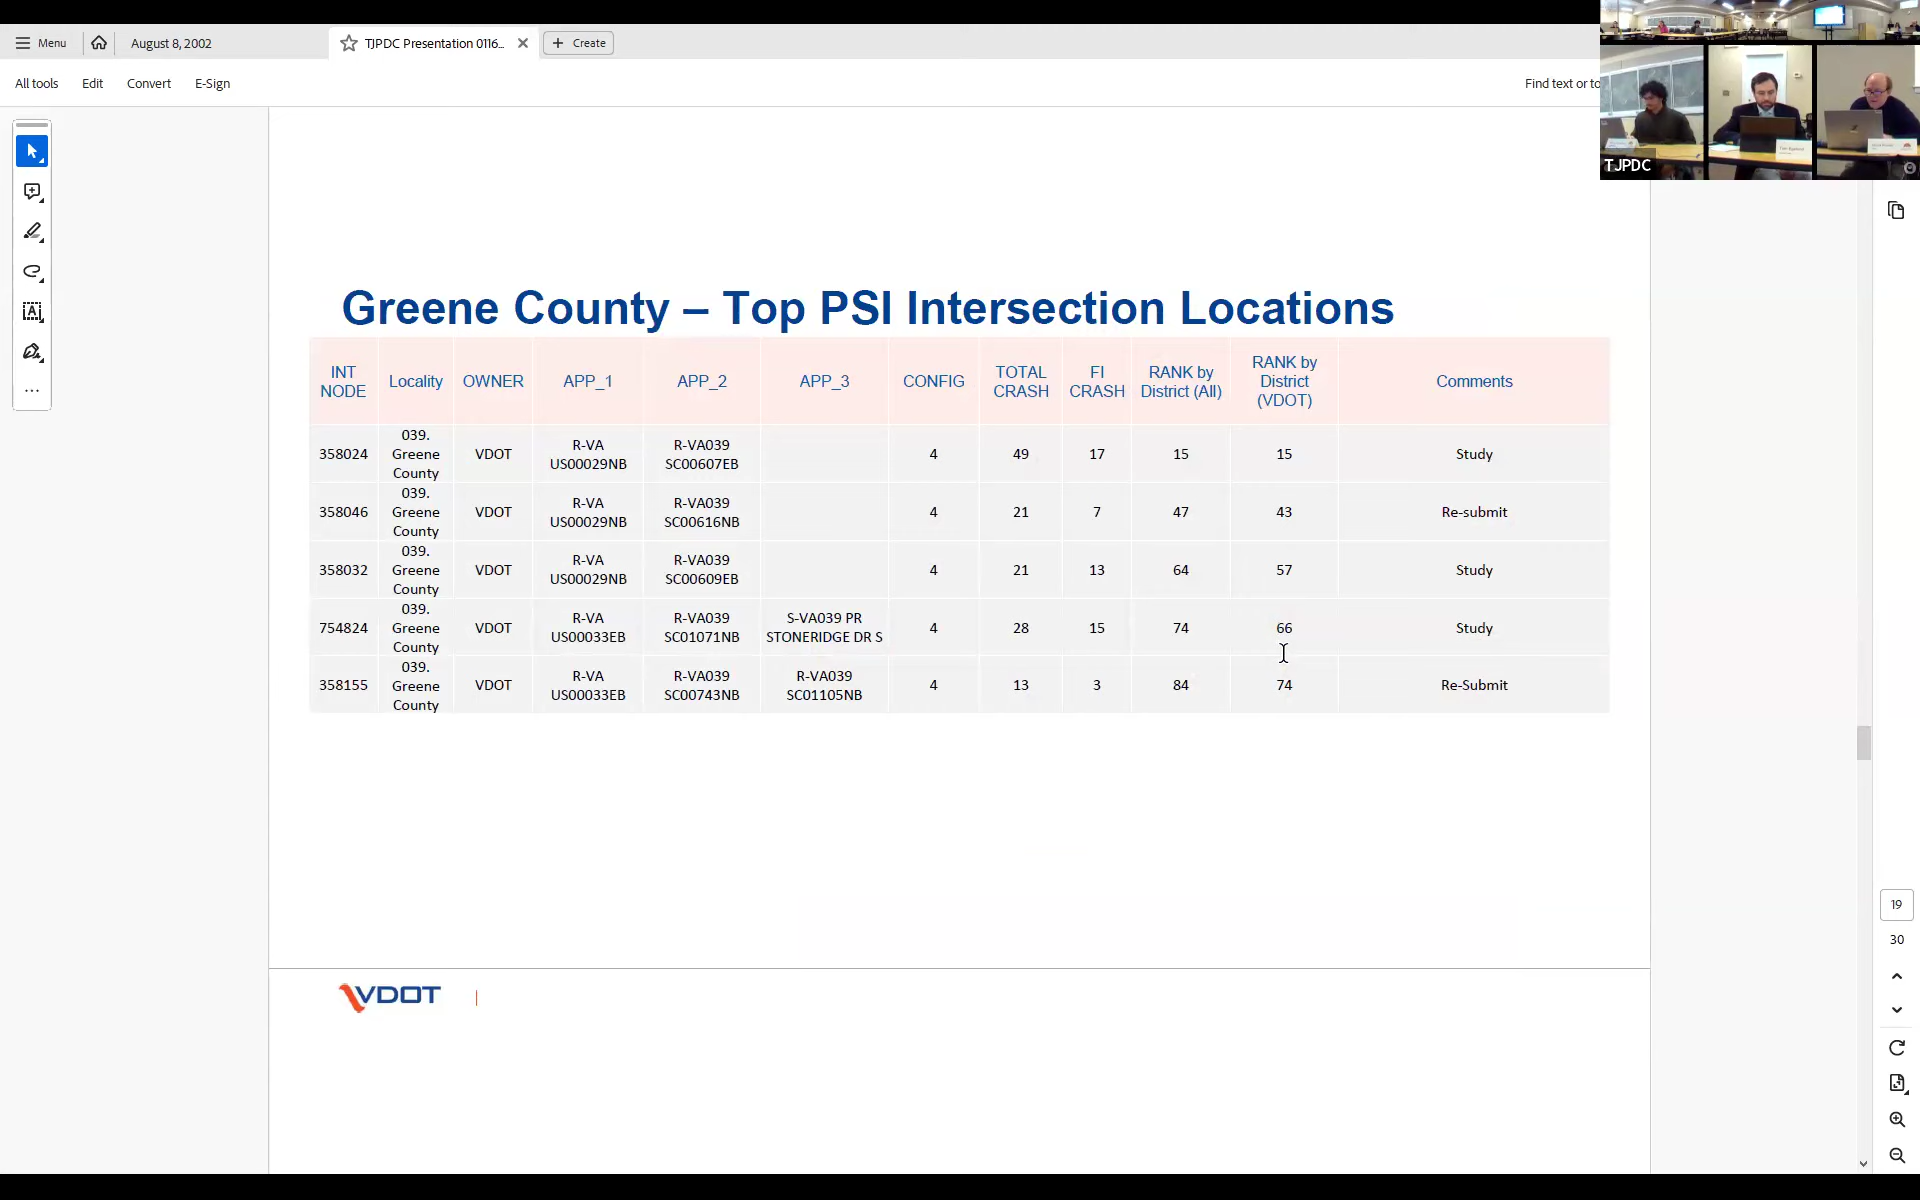 Menu
August 8, 2002
TJPDC Presentation 0116...
Create
All tools
Edit
Convert
E-Sign
Find text or to
TJPDC
Greene County – Top PSI Intersection Locations
INT NODE Locality OWNER APP_1 APP_2 APP_3 CONFIG TOTAL CRASH FI CRASH RANK by District (All) RANK by District (VDOT) Comments
358024 039. Greene County VDOT R-VA US00029NB R-VA039 SC00607EB 4 49 17 15 15 Study
358046 039. Greene County VDOT R-VA US00029NB R-VA039 SC00616NB 4 21 7 47 43 Re-submit
358032 039. Greene County VDOT R-VA US00029NB R-VA039 SC00609EB 4 21 13 64 57 Study
754824 039. Greene County VDOT R-VA US00033EB R-VA039 SC01071NB S-VA039 PR STONERIDGE DR S 4 28 15 74 66 Study
358155 039. Greene County VDOT R-VA US00033EB R-VA039 SC00743NB R-VA039 SC01105NB 4 13 3 84 74 Re-Submit
VDOT
19
30